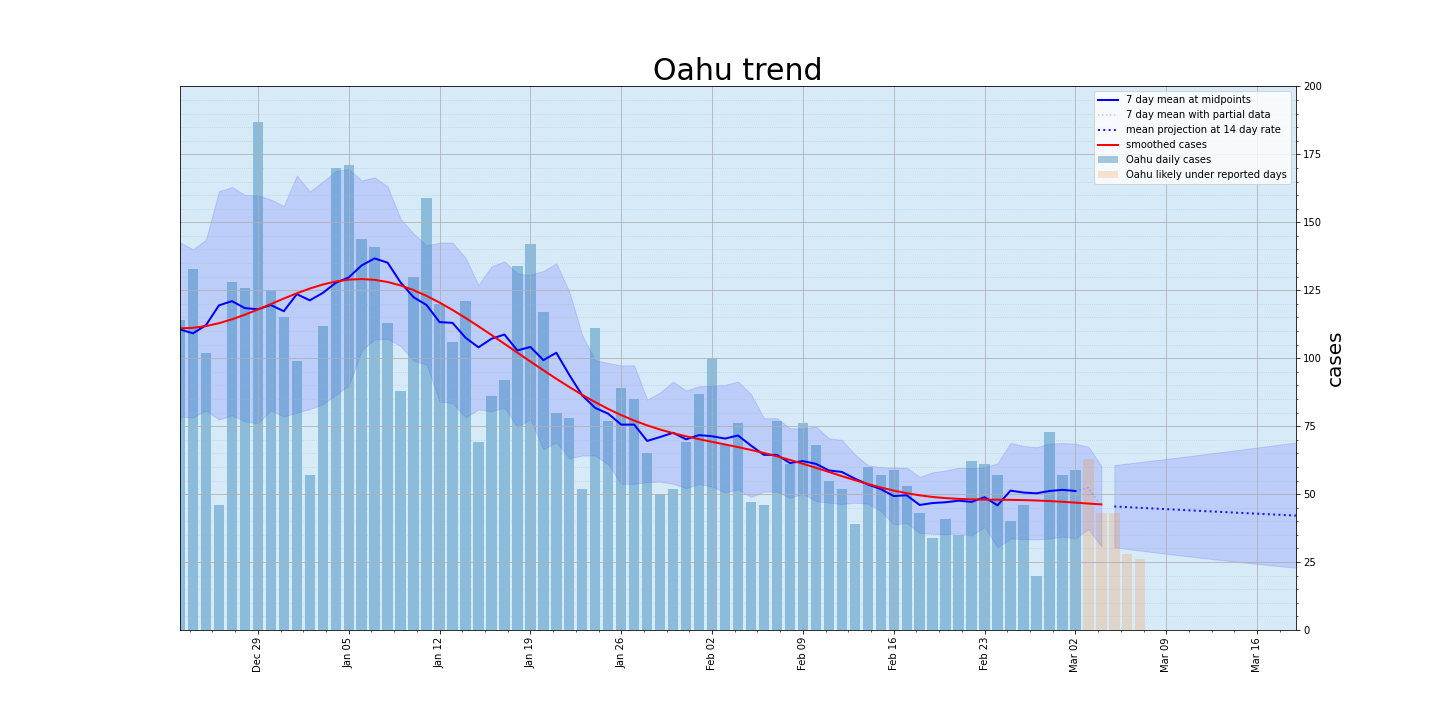 Oahu trend
7 day mean at midpoints
7 day mean with partial data
mean projection at 14 day rate
smoothed cases
Oahu daily cases
Oahu likely under reported days
200
175
150
125
100
75
50
25
0
cases
Dec 29
Jan 05
Jan 12
Jan 19
Jan 26
Feb 02
Feb 09
Feb 16
Feb 23
Mar 02
Mar 09
Mar 16